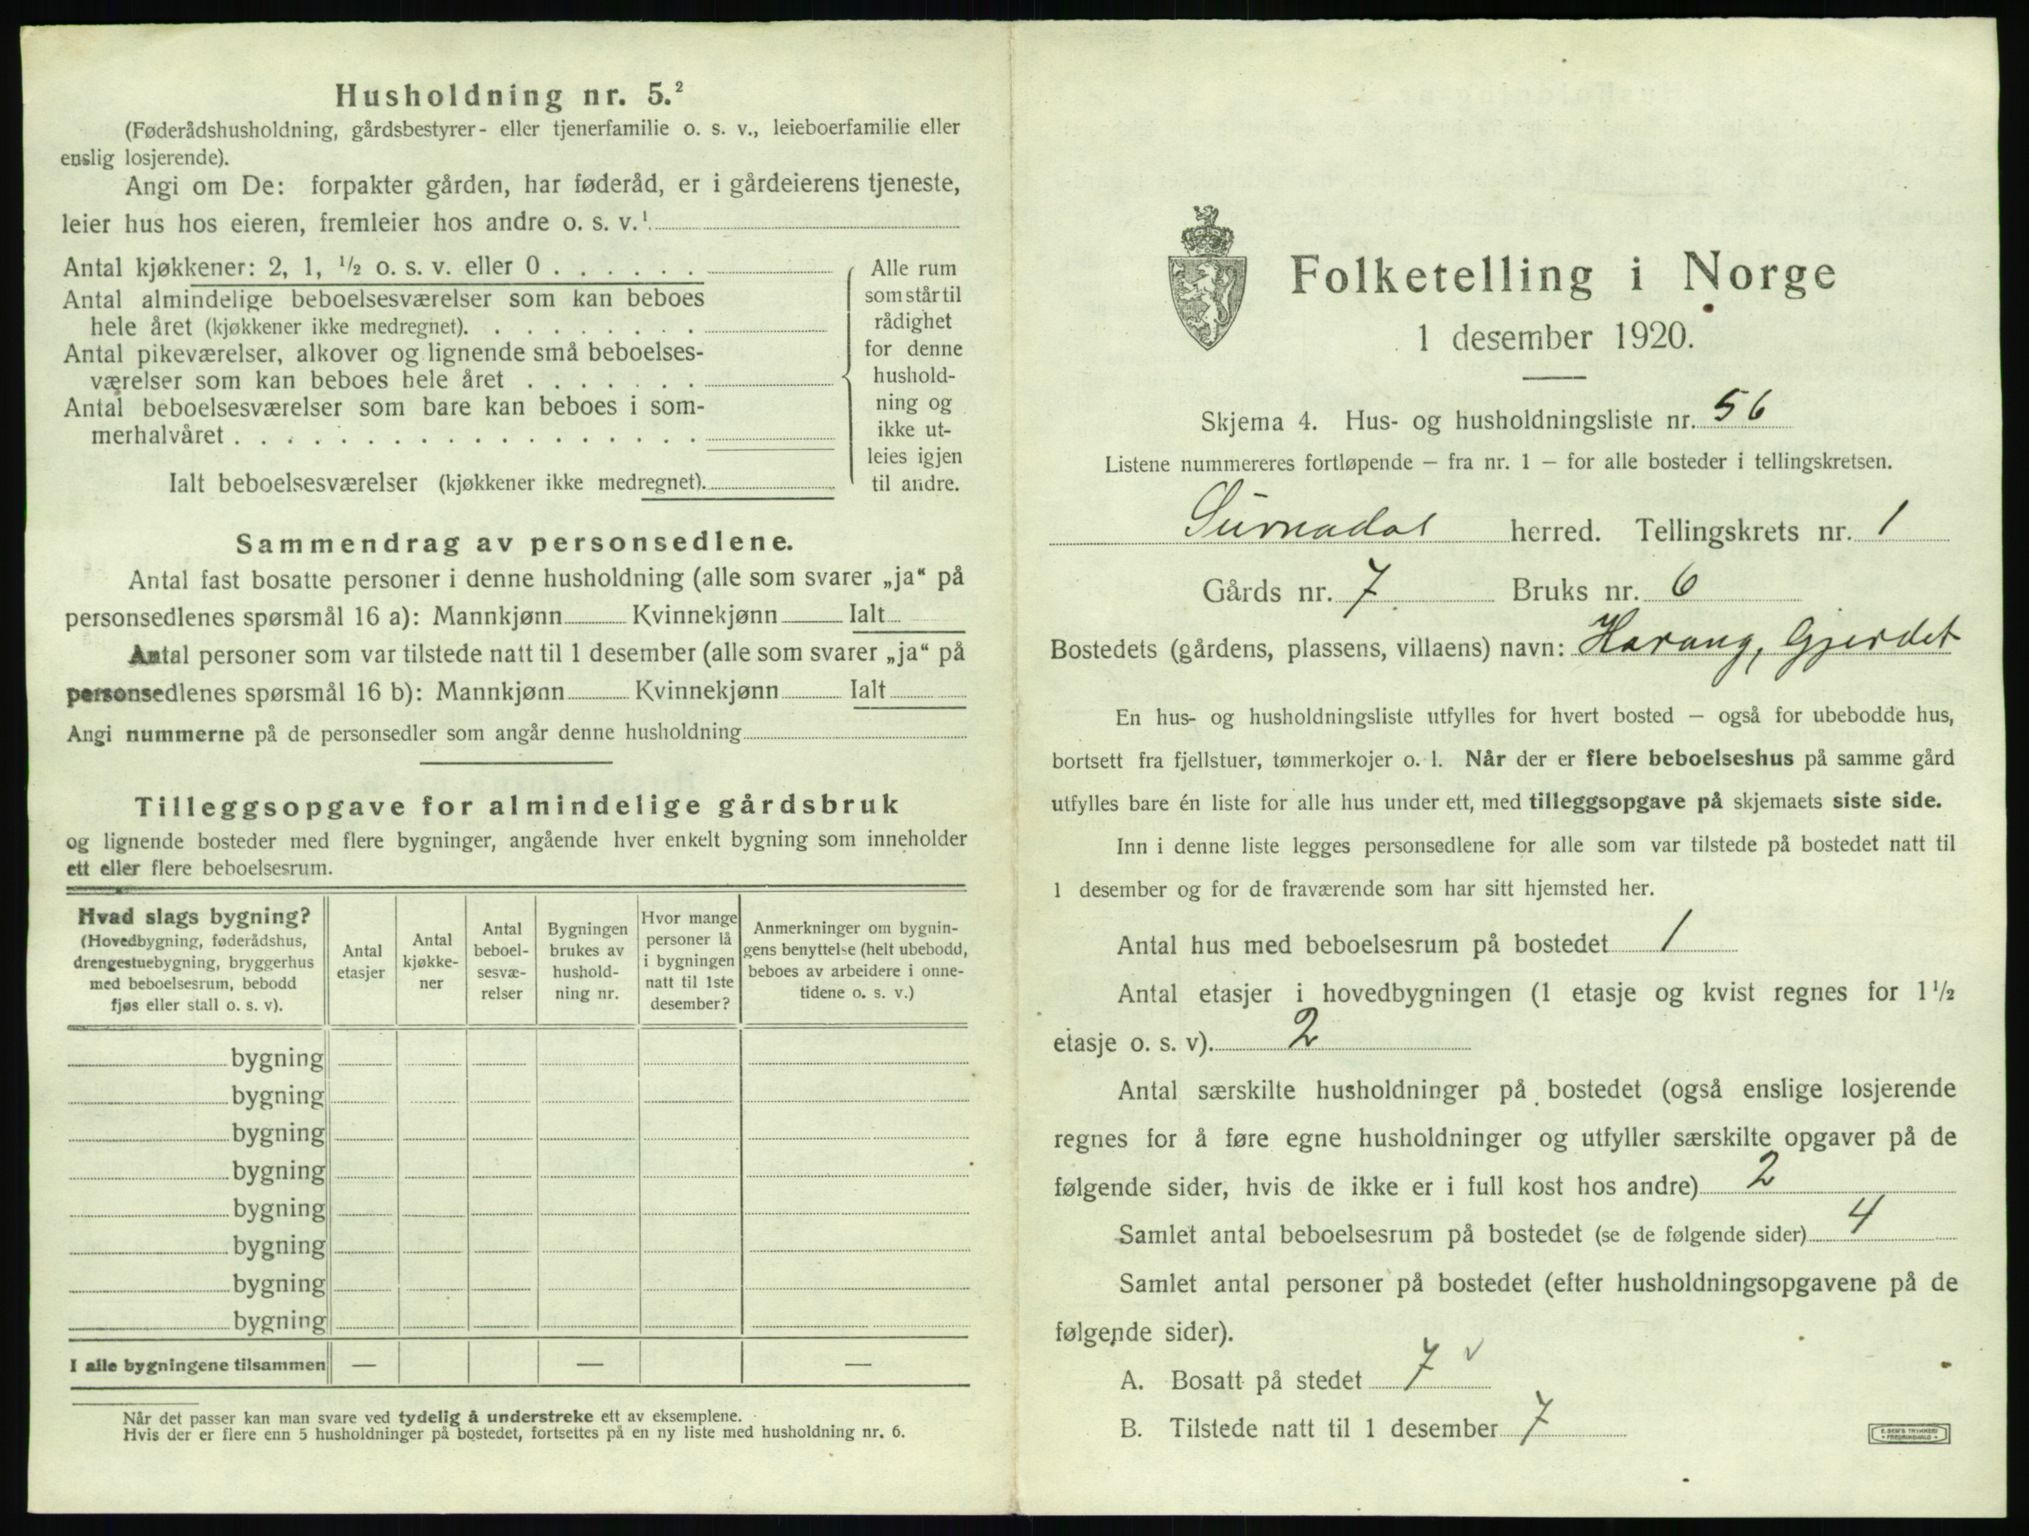 Husholdning nr. 5.²
(Føderådshusholdning, gårdsbestyrer- eller tjenerfamilie o. s. v., leieboerfamilie eller
enslig losjerende).
Angi om De: forpakter gården, har føderåd, er i gårdeierens tjeneste,
leier hus hos eieren, fremleier hos andre o. s. v.¹
Antal kjøkkener: 2, 1, ½ o. s. v. eller 0 . . . . . .
Antal almindelige beboelsesværelser som kan beboes
hele året (kjøkkener ikke medregnet). . . . . . . . .
Antal pikeværelser, alkover og lignende små beboelses-
værelser som kan beboes hele året . . . . . . .
Antal beboelsesværelser som bare kan beboes i som-
merhalvåret . . . . . . . . . . . . . . . . . .
Ialt beboelsesværelser (kjøkkener ikke medregnet).
Alle rum
som står til
rådighet
for denne
hushold-
ning og
ikke ut-
leies igjen
til andre.
Sammendrag av personsedlene.
Antal fast bosatte personer i denne husholdning (alle som svarer „ja“ på
personsedlenes spørsmål 16 a): Mannkjønn Kvinnekjønn Ialt
Antal personer som var tilstede natt til 1 desember (alle som svarer „ja“ på
personsedlenes spørsmål 16 b): Mannkjønn Kvinnekjønn Ialt
Angi nummerne på de personsedler som angår denne husholdning
Tilleggsopgave for almindelige gårdsbruk
og lignende bosteder med flere bygninger, angående hver enkelt bygning som inneholder
ett eller flere beboelsesrum.
Hvad slags bygning?
(Hovedbygning, føderådshus,
drengestuebygning, bryggerhus
med beboelsesrum, bebodd
fjøs eller stall o. s. v).
Antal
etasjer
Antal
kjøkke-
ner
Antal
beboel-
sesvæ-
relser
Bygningen
brukes av
hushold-
ning nr.
Hvor mange
personer lå
i bygningen
natt til 1ste
desember?
Anmerkninger om bygnin-
gens benyttelse (helt ubebodd,
beboes av arbeidere i onne-
tidene o. s. v.)
bygning
bygning
bygning
bygning
bygning
bygning
bygning
bygning
I alle bygningene tilsammen — — —
Når det passer kan man svare ved tydelig å understreke ett av eksemplene.
Hvis der er flere enn 5 husholdninger på bostedet, fortsettes på en ny liste med husholdning nr. 6.
Folketelling i Norge
1 desember 1920.
Skjema 4. Hus- og husholdningsliste nr. 56
Listene nummereres fortløpende – fra nr. 1 – for alle bosteder i tellingskretsen.
Surnadal herred. Tellingskrets nr. 1
Gårds nr. 7 Bruks nr. 6
Bostedets (gårdens, plassens, villaens) navn: Harang, Gjerdet
En hus- og husholdningsliste utfylles for hvert bosted – også for ubebodde hus,
bortsett fra fjellstuer, tømmerkojer o. l. Når der er flere beboelseshus på samme gård
utfylles bare én liste for alle hus under ett, med tilleggsopgave på skjemaets siste side.
Inn i denne liste legges personsedlene for alle som var tilstede på bostedet natt til
1 desember og for de fraværende som har sitt hjemsted her.
Antal hus med beboelsesrum på bostedet 1
Antal etasjer i hovedbygningen (1 etasje og kvist regnes for 1½
etasje o. s. v). 2
Antal særskilte husholdninger på bostedet (også enslige losjerende
regnes for å føre egne husholdninger og utfyller særskilte opgaver på de
følgende sider, hvis de ikke er i full kost hos andre) 2
Samlet antal beboelsesrum på bostedet (se de følgende sider) 4
Samlet antal personer på bostedet (efter husholdningsopgavene på de
følgende sider).
A. Bosatt på stedet 7 ✓
B. Tilstede natt til 1 desember 7